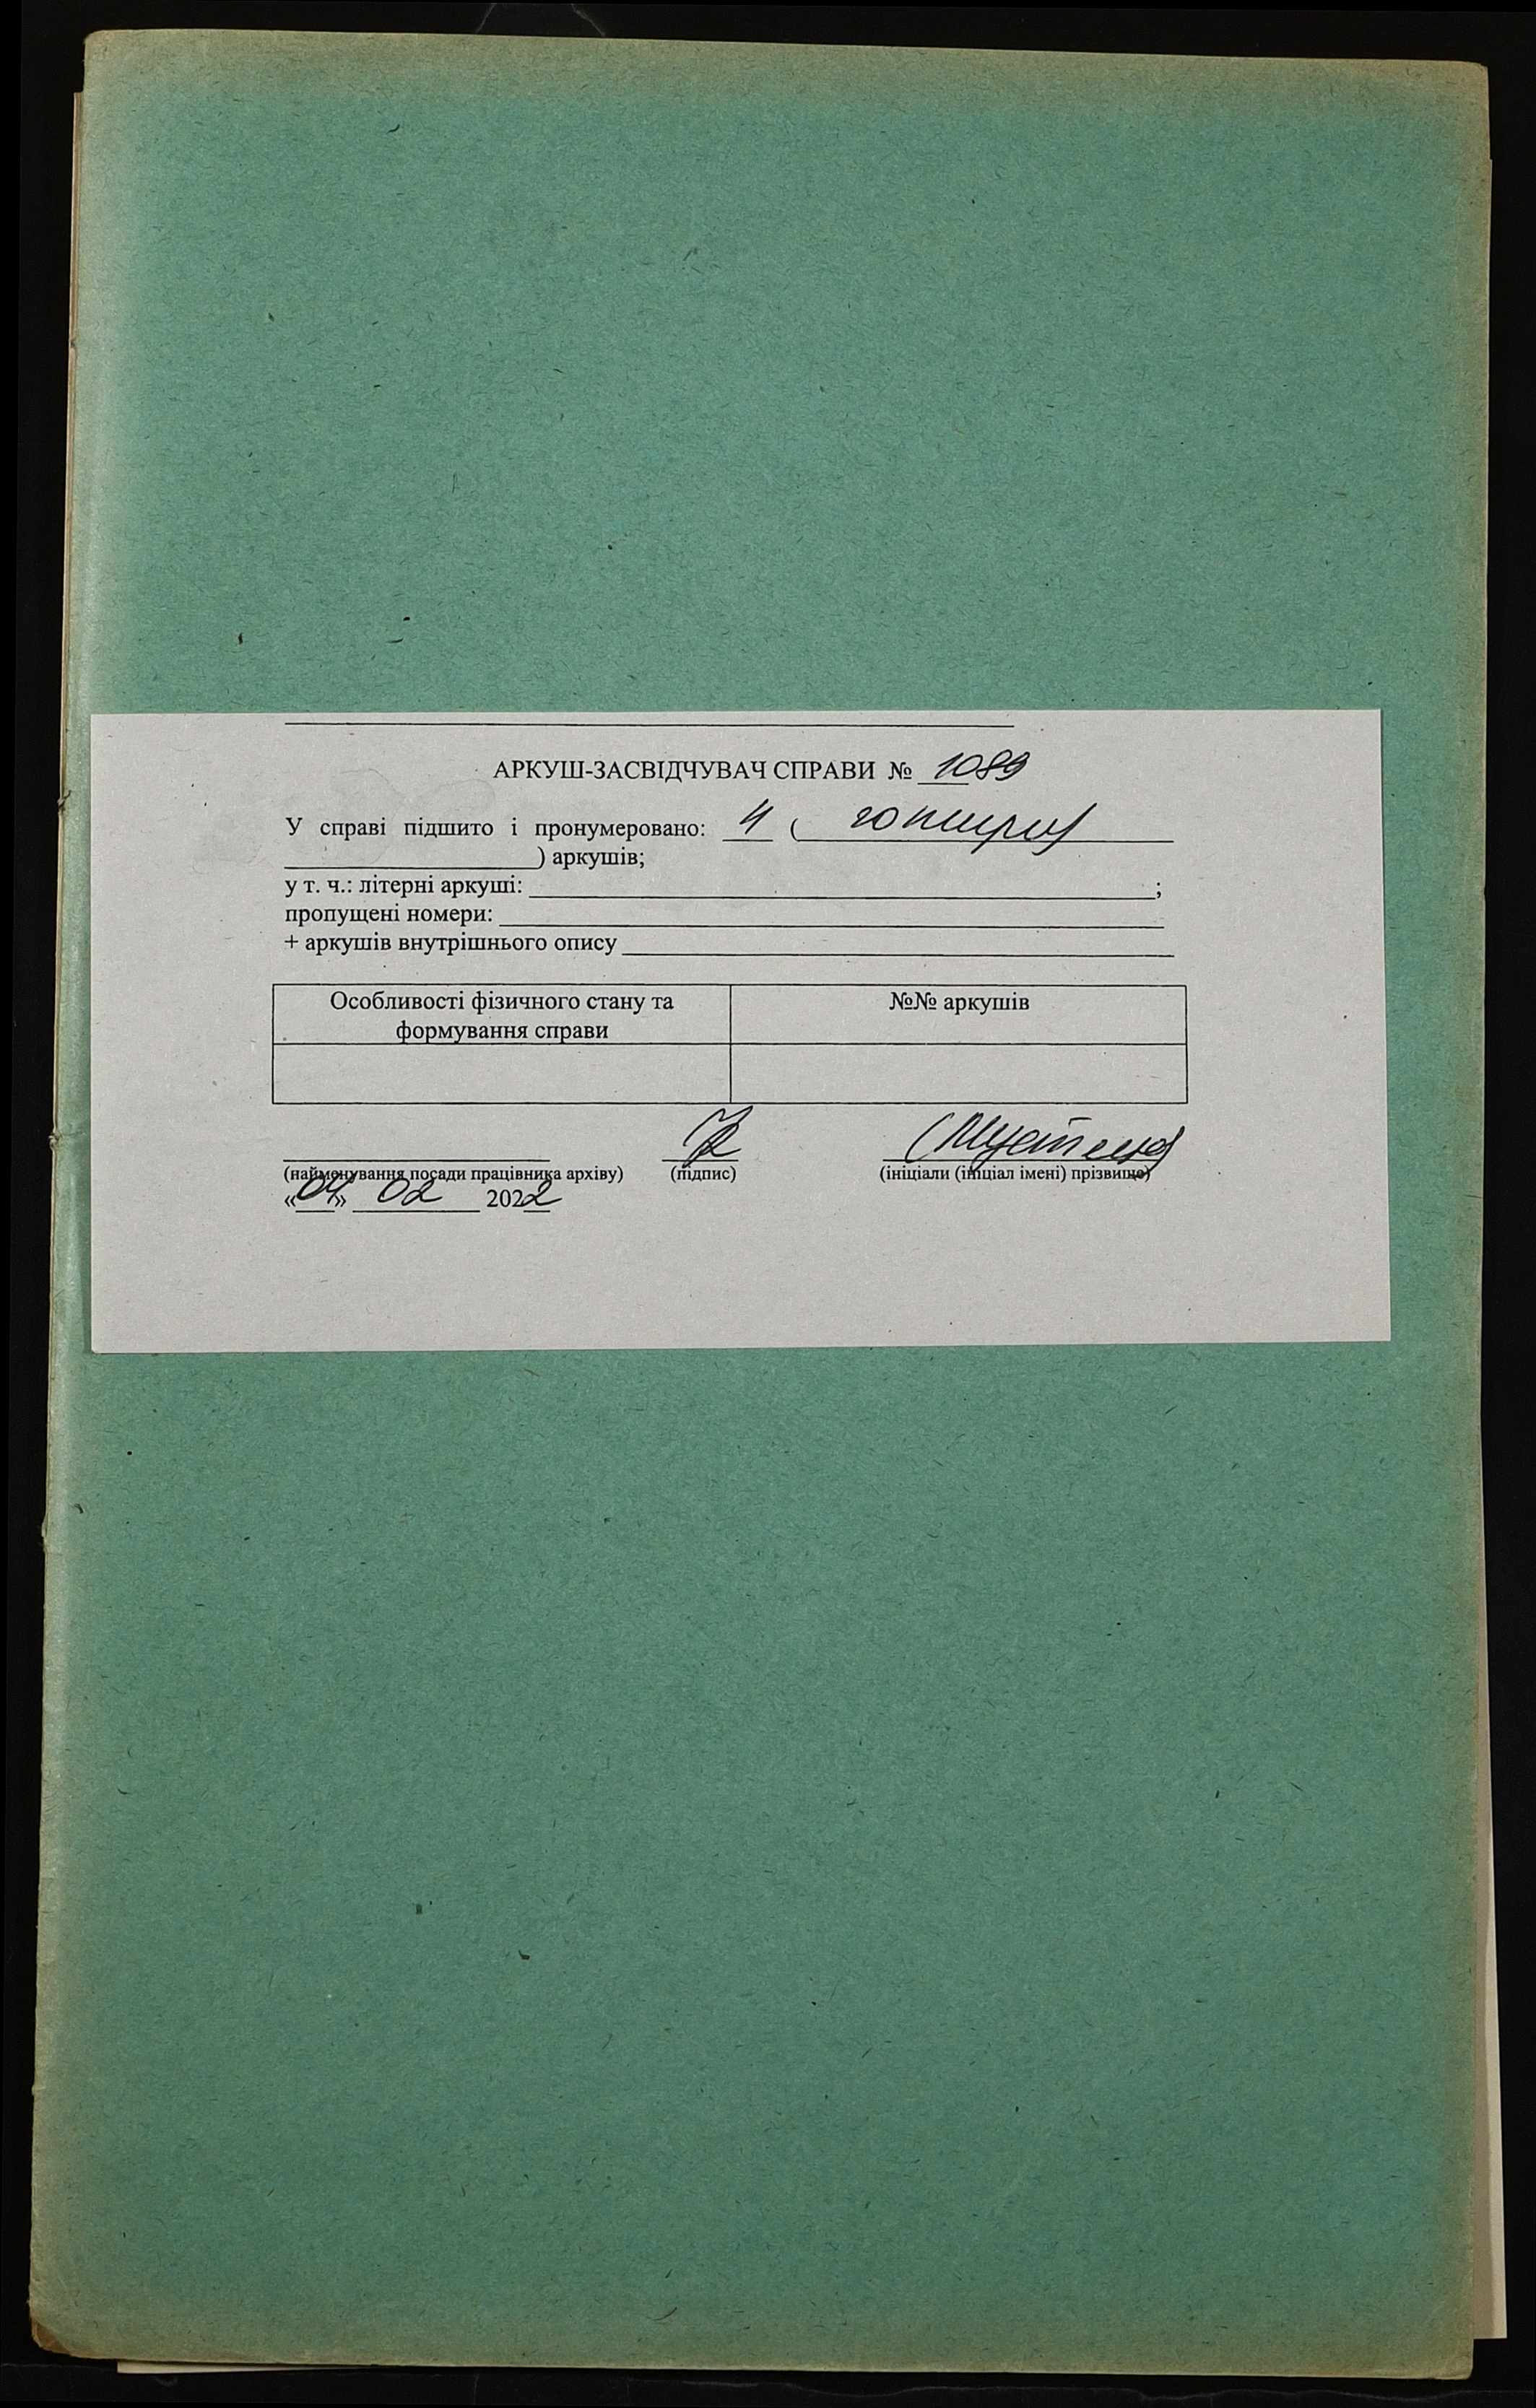 АРКУШ-ЗАСВІДЧУВАЧ СПРАВИ № 1089
У справі підшито і пронумеровано: 4 ( чотири
) аркушів;
у т. ч.: літерні аркуші: ;
пропущені номери:
+ аркушів внутрішнього опису
Особливості фізичного стану та формування справи
№№ аркушів
(найменування посади працівника архіву) (підпис) (ініціали (ініціал імені) прізвище)
«04» 02 2022